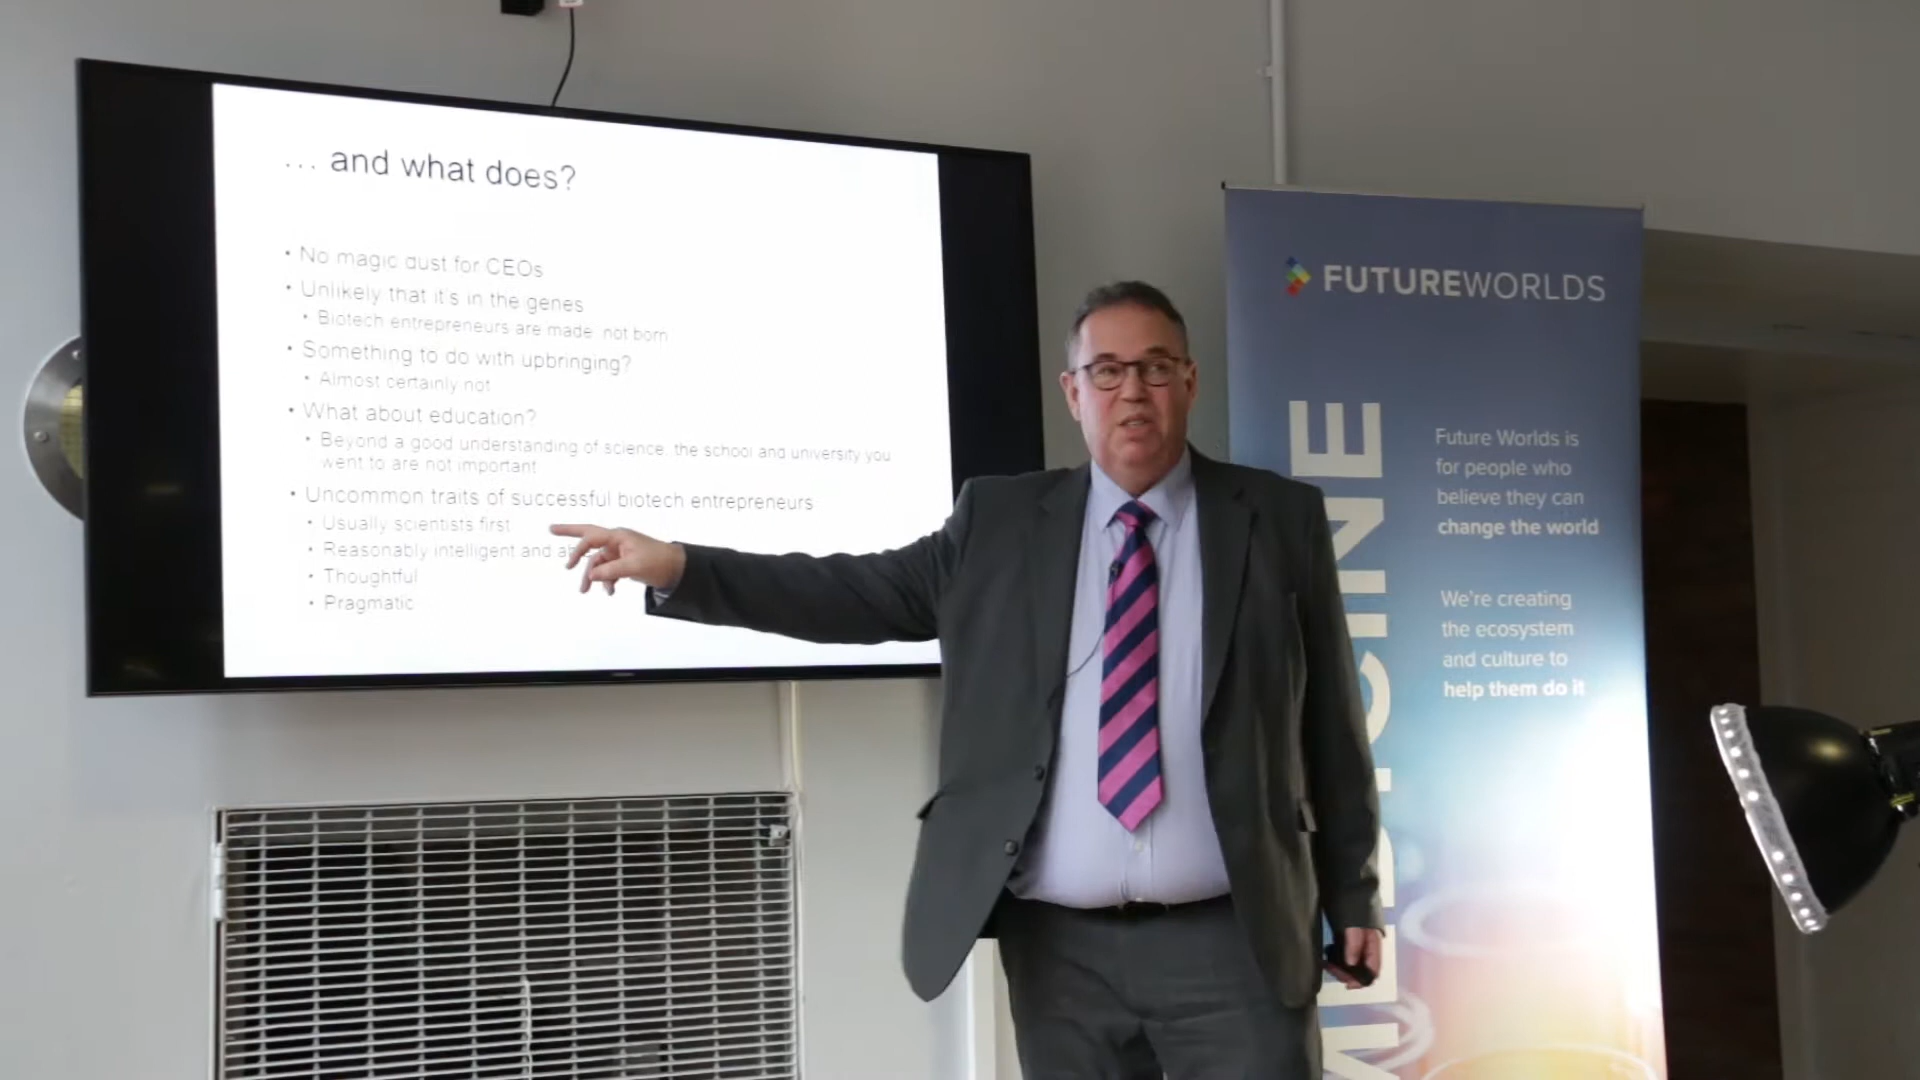 ... and what does?
• No magic dust for CEOs
• Unlikely that it's in the genes
• Biotech entrepreneurs are made, not born
• Something to do with upbringing?
• Almost certainly not
• What about education?
• Beyond a good understanding of science, the school and university you
went to are not important
• Uncommon traits of successful biotech entrepreneurs
• Usually scientists first
• Reasonably intelligent and
• Thoughtful
• Pragmatic
FUTUREWORLDS
Future Worlds is
for people who
believe they can
change the world
We're creating
the ecosystem
and culture to
help them do it